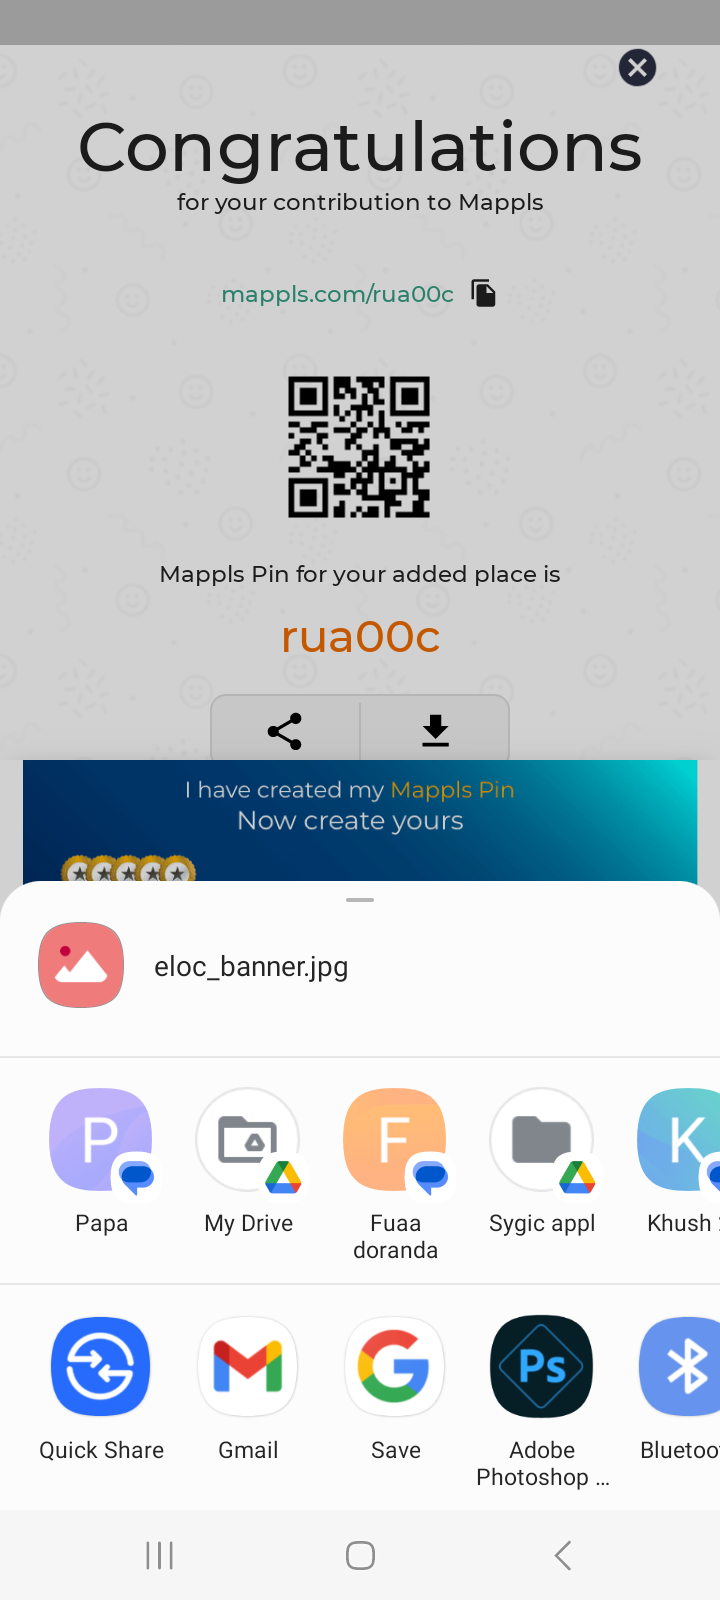 Congratulations
for your contribution to Mappls
mappls.com/rua00c
Mappls Pin for your added place is
rua00c
I have created my Mappls Pin
Now create yours
eloc_banner.jpg
P
F
K
Papa
My Drive
Fuaa
doranda
Sygic appl
Khush
Ps
Quick Share
Gmail
Save
Adobe
Photoshop ...
Bluetoo